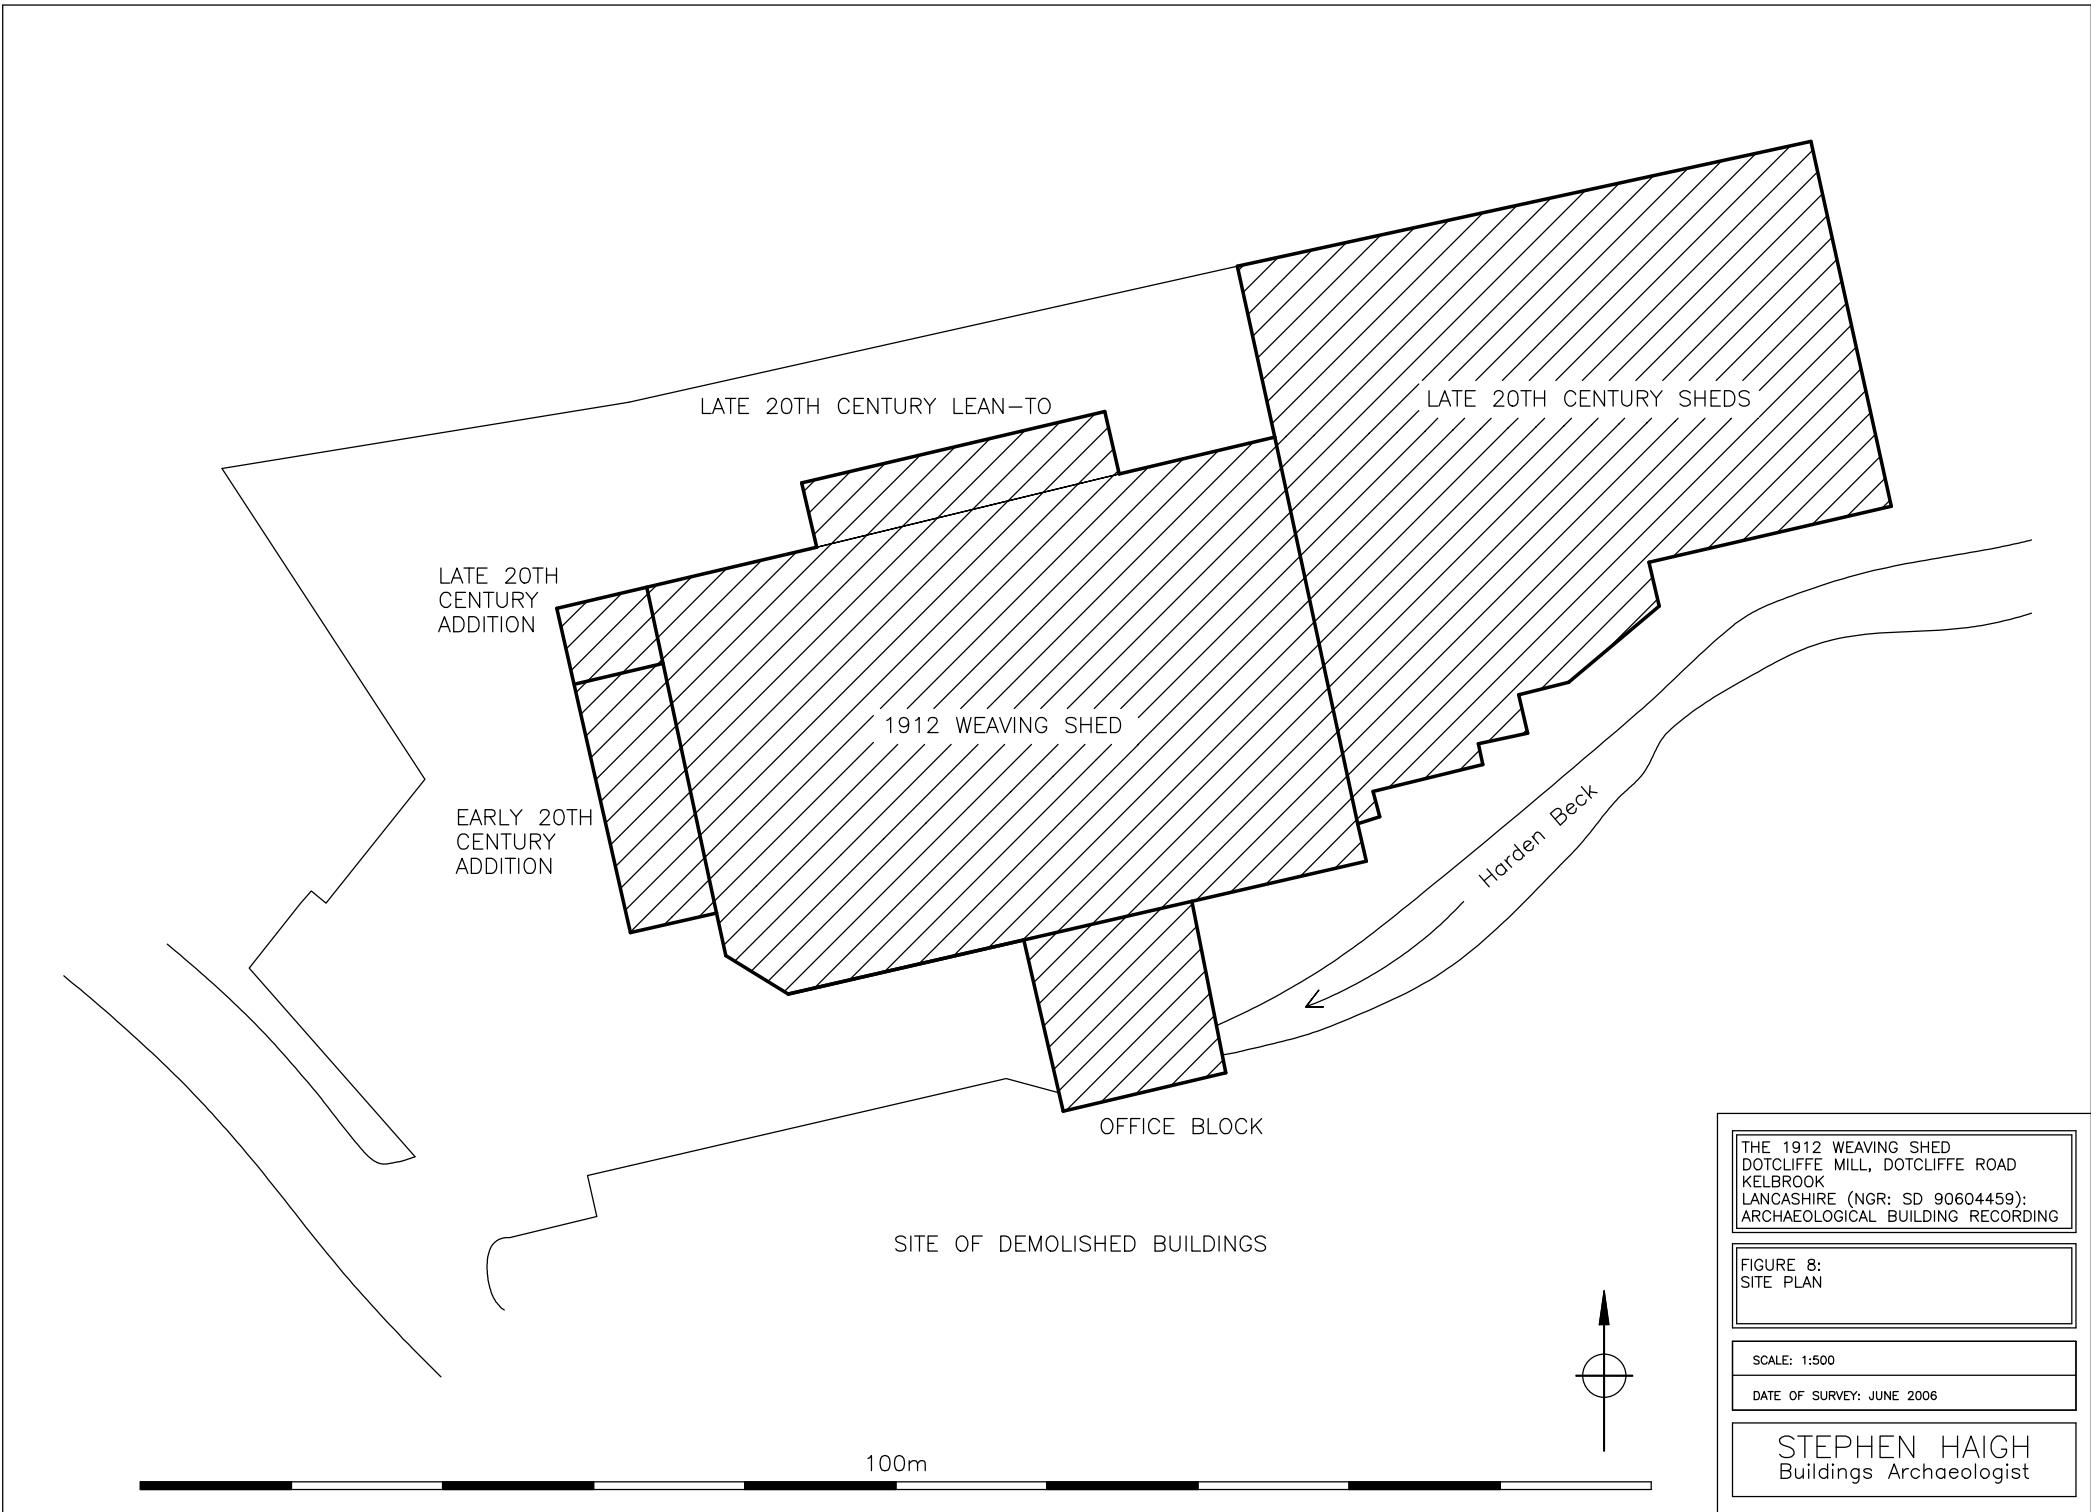 LATE 20TH CENTURY LEAN-TO
LATE 20TH CENTURY SHEDS
LATE 20TH
CENTURY
ADDITION
1912 WEAVING SHED
EARLY 20TH
CENTURY
ADDITION
Harden Beck
OFFICE BLOCK
SITE OF DEMOLISHED BUILDINGS
100m
THE 1912 WEAVING SHED
DOTCLIFFE MILL, DOTCLIFFE ROAD
KELBROOK
LANCASHIRE (NGR: SD 90604459):
ARCHAEOLOGICAL BUILDING RECORDING
FIGURE 8:
SITE PLAN
SCALE: 1:500
DATE OF SURVEY: JUNE 2006
STEPHEN HAIGH
Buildings Archaeologist